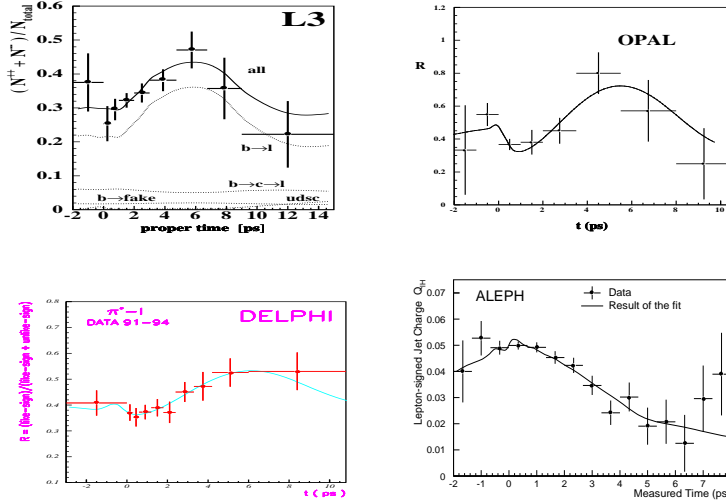 L3
(N⁺⁺ + N⁻⁻)/N_total
0.6
0.5
0.4
0.3
0.2
0.1
0
all
b→l
b→c→l
b→fake
udsc
-2 0 2 4 6 8 10 12 14
proper time [ps]
OPAL
R
1.2
1
0.8
0.6
0.4
0.2
0
-2 0 2 4 6 8 10
t (ps)
DELPHI
π*-l
DATA 91-94
R = (like-sign)/(like-sign + unlike-sign)
0.8
0.7
0.6
0.5
0.4
0.3
0.2
0.1
-2 0 2 4 6 8 10
t (ps)
ALEPH
Data
Result of the fit
Lepton-signed Jet Charge Q_lH
0.07
0.06
0.05
0.04
0.03
0.02
0.01
0
-2 -1 0 1 2 3 4 5 6 7
Measured Time (ps